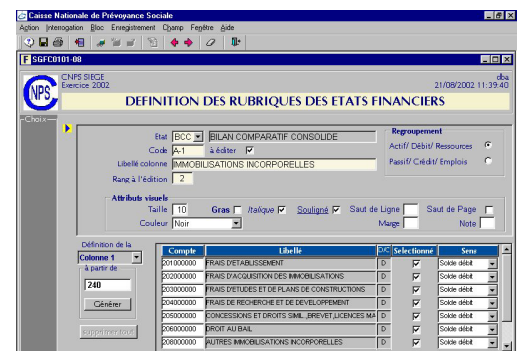 Caisse Nationale de Prévoyance Sociale
Action Interrogation Bloc Enregistrement Champ Fenêtre Aide
SGFC0101-08
CNPS SIEGE dba
Exercice 2002 21/08/2002 11:39:40
NPS
DEFINITION DES RUBRIQUES DES ETATS FINANCIERS
Choix
Etat BCC BILAN COMPARATIF CONSOLIDE
Code A-1 à éditer
Libellé colonne IMMOBILISATIONS INCORPORELLES
Rang à l'édition 2
Regroupement
Actif/ Débit/ Ressources
Passif/ Crédit/ Emplois
Attributs visuels
Taille 10 Gras Italique Souligné Saut de Ligne Saut de Page
Couleur Noir Marge Note
Définition de la
Colonne 1
à partir de
240
Générer
Supprimer tout
Compte Libellé D/C Selectionné Sens
201000000 FRAIS D'ETABLISSEMENT D Solde débit
202000000 FRAIS D'ACQUISITION DES IMMOBILISATIONS D Solde débit
203000000 FRAIS D'ETUDES ET DE PLANS DE CONSTRUCTIONS D Solde débit
204000000 FRAIS DE RECHERCHE ET DE DEVELOPPEMENT D Solde débit
205000000 CONCESSIONS ET DROITS SIMIL.,BREVET,LICENCES MA D Solde débit
206000000 DROIT AU BAIL D Solde débit
208000000 AUTRES IMMOBILISATIONS INCORPORELLES D Solde débit